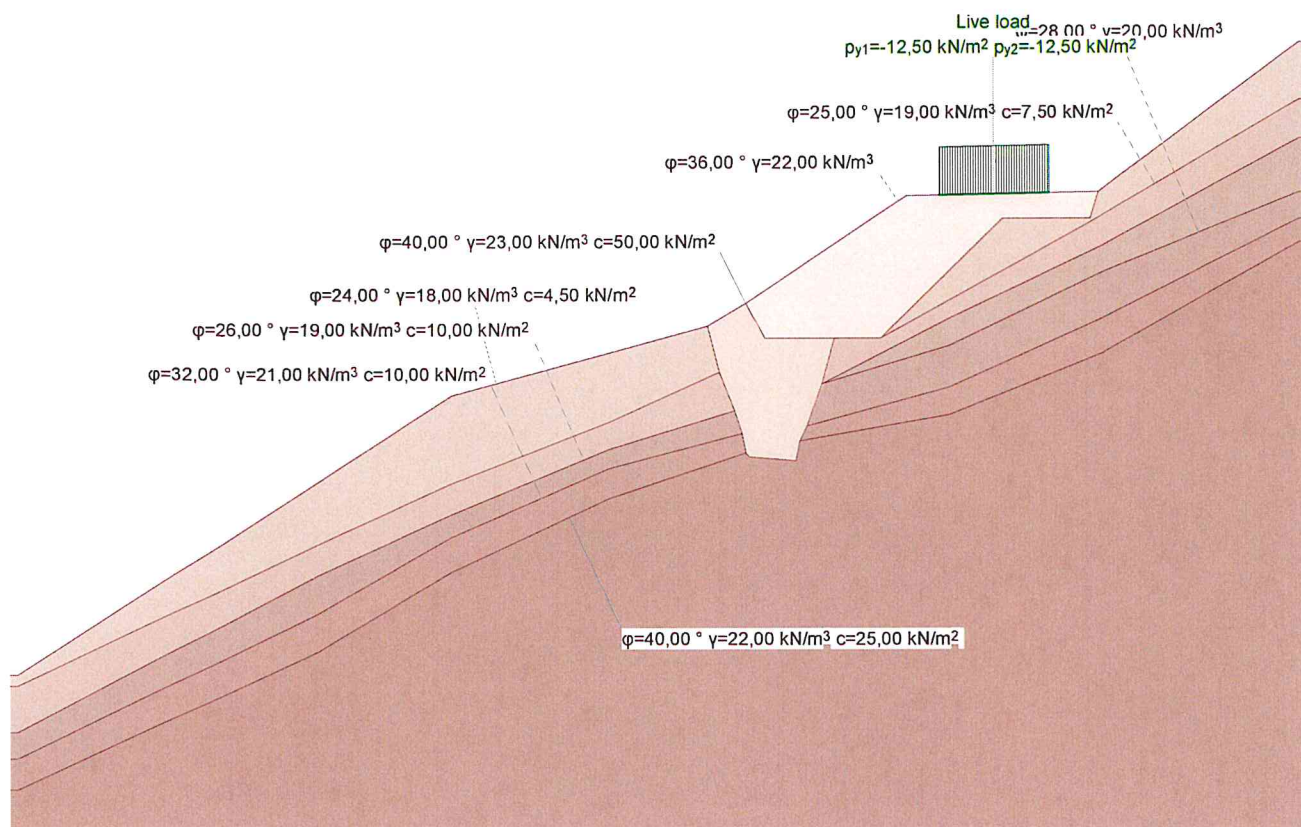 Live load
φ=28,00 ° γ=20,00 kN/m³
py1=-12,50 kN/m² py2=-12,50 kN/m²
φ=25,00 ° γ=19,00 kN/m³ c=7,50 kN/m²
φ=36,00 ° γ=22,00 kN/m³
φ=40,00 ° γ=23,00 kN/m³ c=50,00 kN/m²
φ=24,00 ° γ=18,00 kN/m³ c=4,50 kN/m²
φ=26,00 ° γ=19,00 kN/m³ c=10,00 kN/m²
φ=32,00 ° γ=21,00 kN/m³ c=10,00 kN/m²
φ=40,00 ° γ=22,00 kN/m³ c=25,00 kN/m²